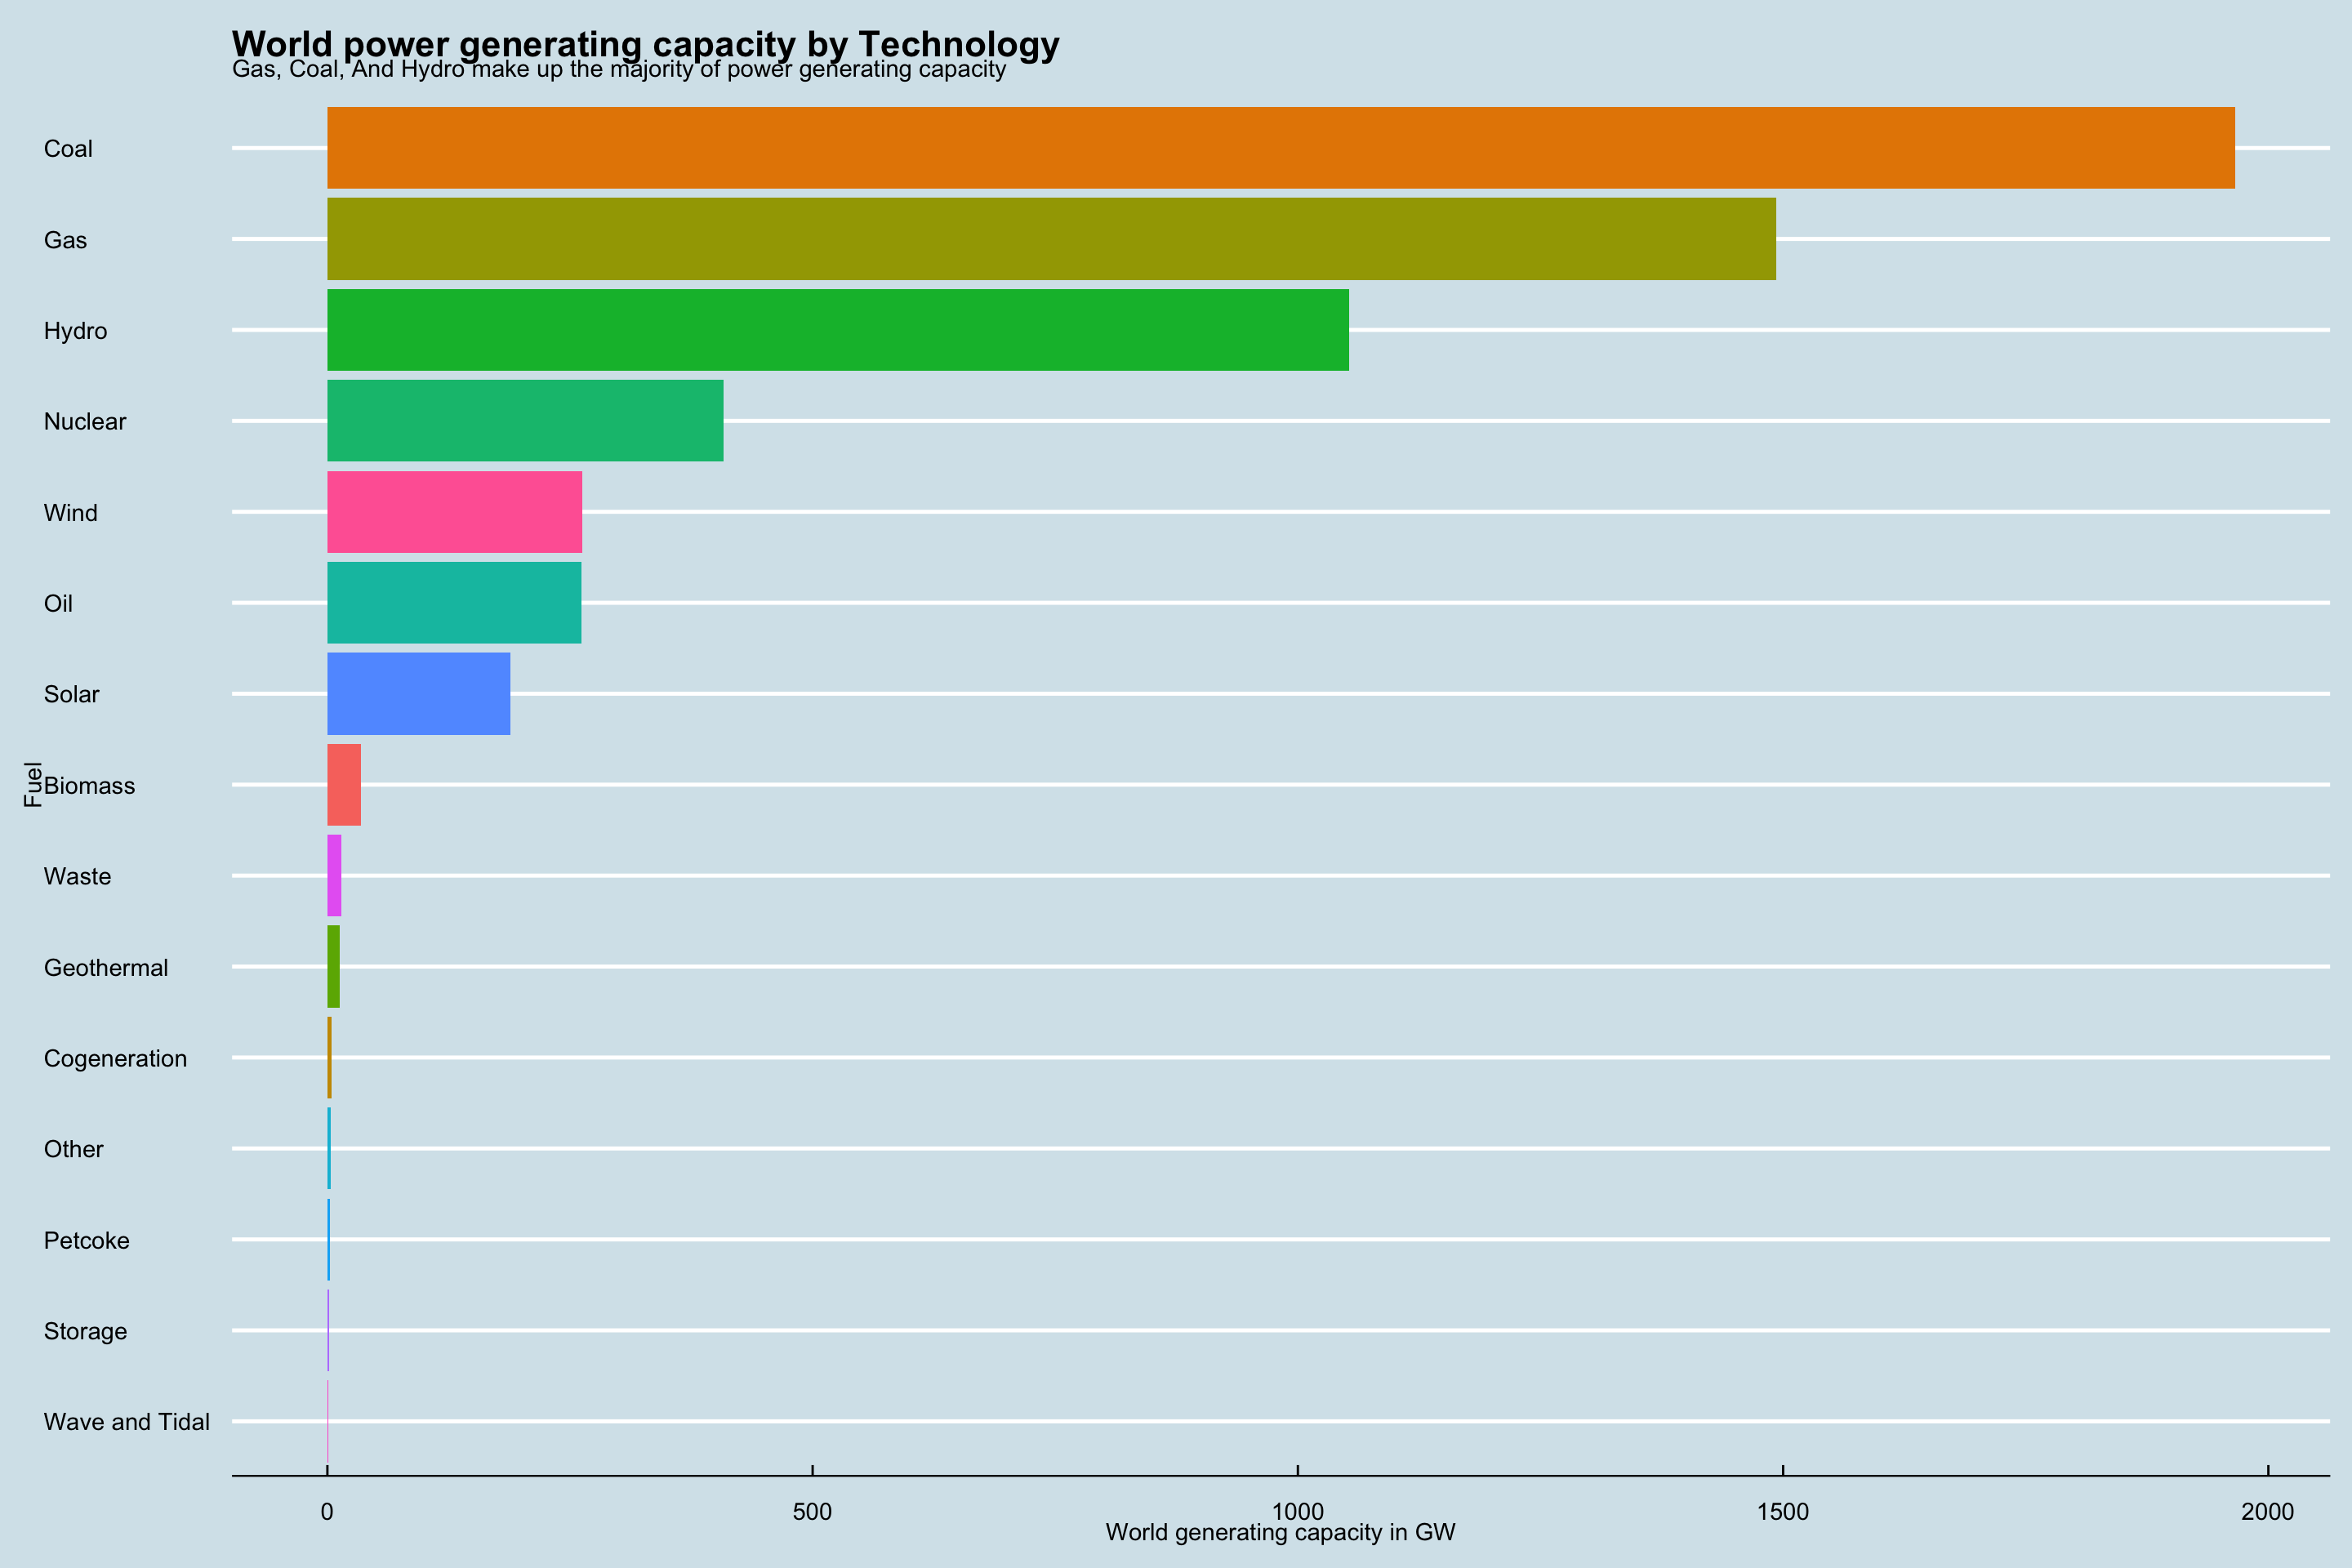 World power generating capacity by Technology
Gas, Coal, And Hydro make up the majority of power generating capacity
Coal
Gas
Hydro
Nuclear
Wind
Oil
Solar
Fuel
Biomass
Waste
Geothermal
Cogeneration
Other
Petcoke
Storage
Wave and Tidal
0 500 1000 1500 2000
World generating capacity in GW